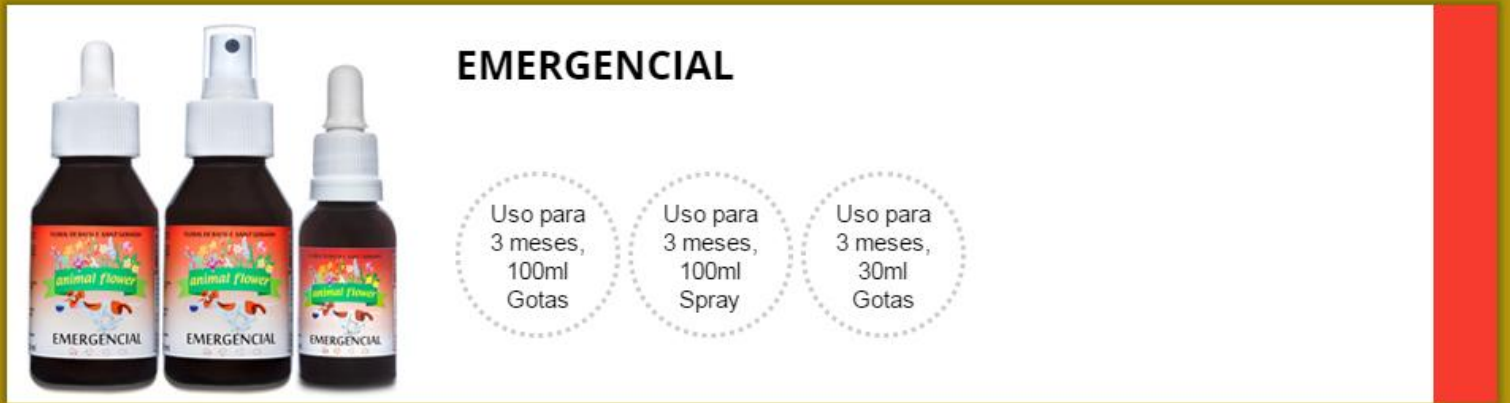 EMERGENCIAL
Uso para
3 meses,
100ml
Gotas
Uso para
3 meses,
100ml
Spray
Uso para
3 meses,
30ml
Gotas
animal flower
EMERGENCIAL
animal flower
EMERGENCIAL
animal flower
EMERGENCIAL